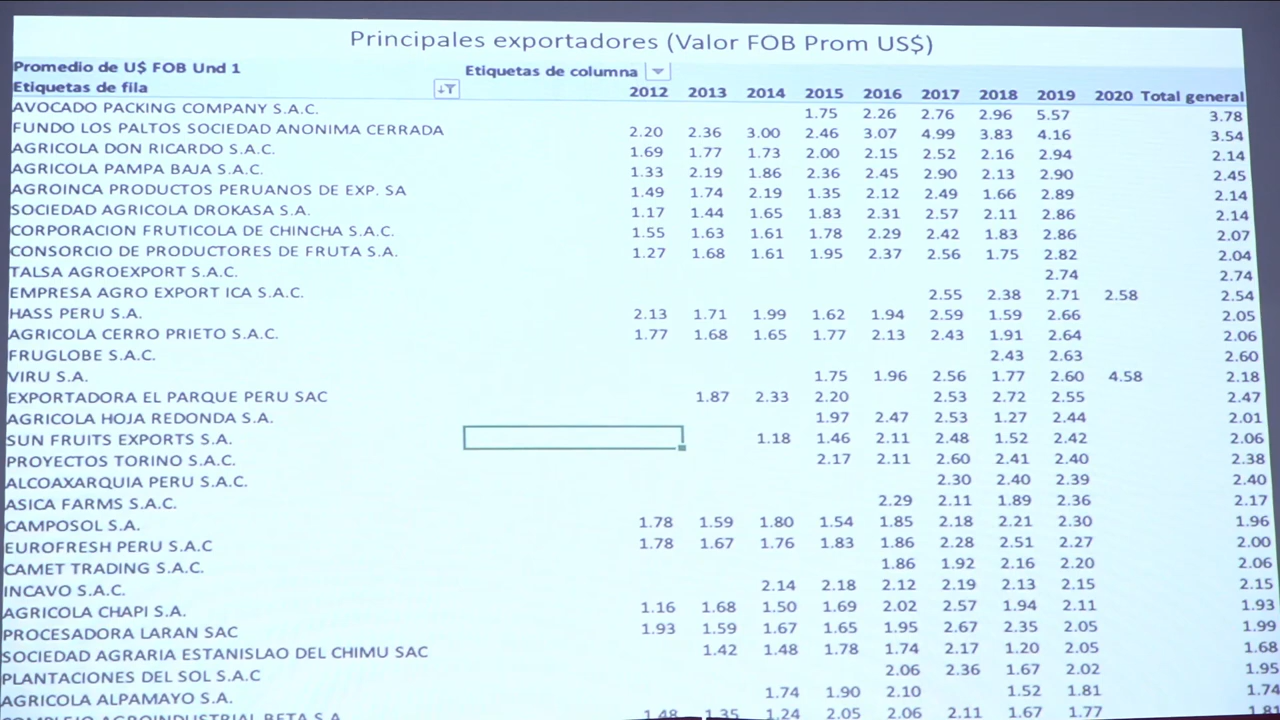 Principales exportadores (Valor FOB Prom US$)
Promedio de U$ FOB Und 1 Etiquetas de columna
Etiquetas de fila 2012 2013 2014 2015 2016 2017 2018 2019 2020 Total general
AVOCADO PACKING COMPANY S.A.C. 1.75 2.26 2.76 2.96 5.57 3.78
FUNDO LOS PALTOS SOCIEDAD ANONIMA CERRADA 2.20 2.36 3.00 2.46 3.07 4.99 3.83 4.16 3.54
AGRICOLA DON RICARDO S.A.C. 1.69 1.77 1.73 2.00 2.15 2.52 2.16 2.94 2.14
AGRICOLA PAMPA BAJA S.A.C. 1.33 2.19 1.86 2.36 2.45 2.90 2.13 2.90 2.45
AGROINCA PRODUCTOS PERUANOS DE EXP. SA 1.49 1.74 2.19 1.35 2.12 2.49 1.66 2.89 2.14
SOCIEDAD AGRICOLA DROKASA S.A. 1.17 1.44 1.65 1.83 2.31 2.57 2.11 2.86 2.14
CORPORACION FRUTICOLA DE CHINCHA S.A.C. 1.55 1.63 1.61 1.78 2.29 2.42 1.83 2.86 2.07
CONSORCIO DE PRODUCTORES DE FRUTA S.A. 1.27 1.68 1.61 1.95 2.37 2.56 1.75 2.82 2.04
TALSA AGROEXPORT S.A.C. 2.74 2.74
EMPRESA AGRO EXPORT ICA S.A.C. 2.55 2.38 2.71 2.58 2.54
HASS PERU S.A. 2.13 1.71 1.99 1.62 1.94 2.59 1.59 2.66 2.05
AGRICOLA CERRO PRIETO S.A.C. 1.77 1.68 1.65 1.77 2.13 2.43 1.91 2.64 2.06
FRUGLOBE S.A.C. 2.43 2.63 2.60
VIRU S.A. 1.75 1.96 2.56 1.77 2.60 4.58 2.18
EXPORTADORA EL PARQUE PERU SAC 1.87 2.33 2.20 2.53 2.72 2.55 2.47
AGRICOLA HOJA REDONDA S.A. 1.97 2.47 2.53 1.27 2.44 2.01
SUN FRUITS EXPORTS S.A. 1.18 1.46 2.11 2.48 1.52 2.42 2.06
PROYECTOS TORINO S.A.C. 2.17 2.11 2.60 2.41 2.40 2.38
ALCOAXARQUIA PERU S.A.C. 2.30 2.40 2.39 2.40
ASICA FARMS S.A.C. 2.29 2.11 1.89 2.36 2.17
CAMPOSOL S.A. 1.78 1.59 1.80 1.54 1.85 2.18 2.21 2.30 1.96
EUROFRESH PERU S.A.C 1.78 1.67 1.76 1.83 1.86 2.28 2.51 2.27 2.00
CAMET TRADING S.A.C. 1.86 1.92 2.16 2.20 2.06
INCAVO S.A.C. 2.14 2.18 2.12 2.19 2.13 2.15 2.15
AGRICOLA CHAPI S.A. 1.16 1.68 1.50 1.69 2.02 2.57 1.94 2.11 1.93
PROCESADORA LARAN SAC 1.93 1.59 1.67 1.65 1.95 2.67 2.35 2.05 1.99
SOCIEDAD AGRARIA ESTANISLAO DEL CHIMU SAC 1.42 1.48 1.78 1.74 2.17 1.20 2.05 1.68
PLANTACIONES DEL SOL S.A.C 2.06 2.36 1.67 2.02 1.95
AGRICOLA ALPAMAYO S.A. 1.74 1.90 2.10 1.52 1.81 1.74
COMPLEJO AGROINDUSTRIAL BETA S.A. 1.48 1.35 1.24 2.05 2.06 2.11 1.67 1.77 1.81